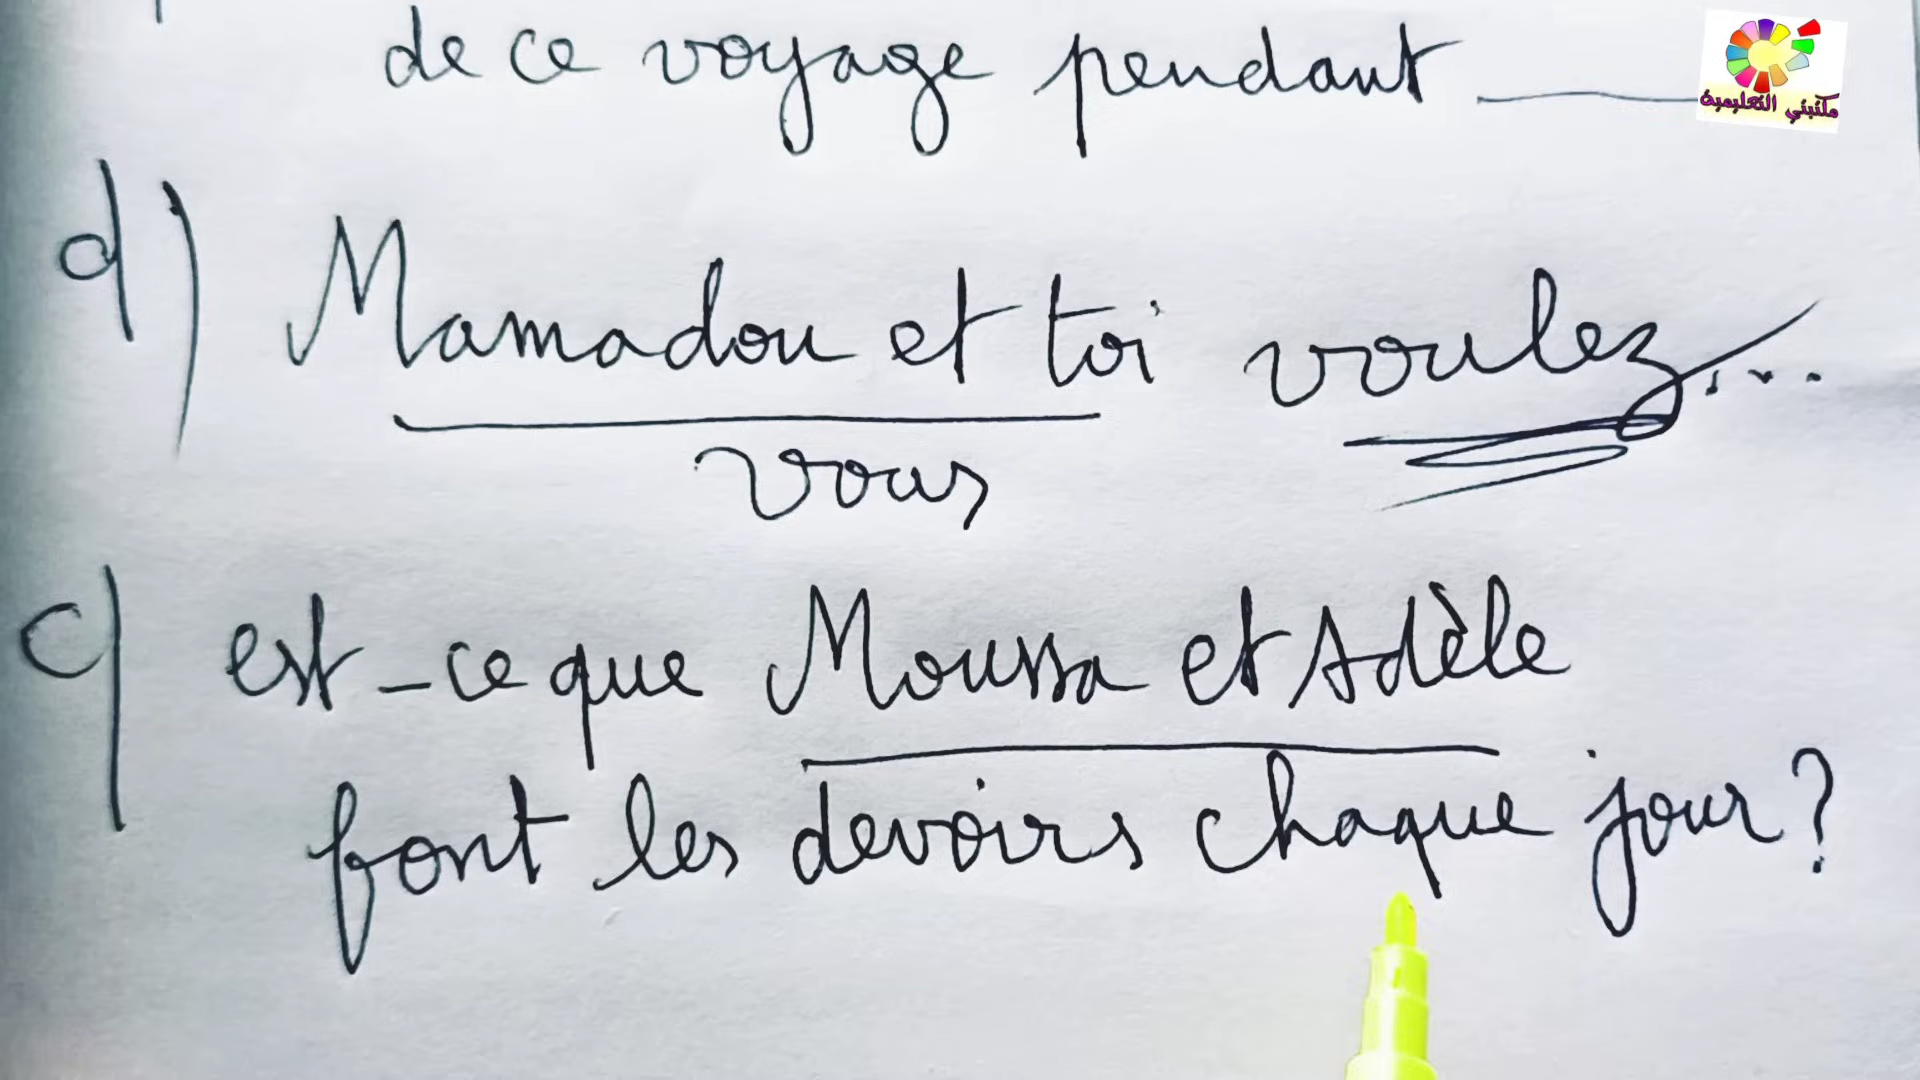 de ce voyage pendant
مكتبتي التعليمية
d) Mamadou et toi voulez...
vous
c) est-ce que Moussa et Adèle
font les devoirs chaque jour ?